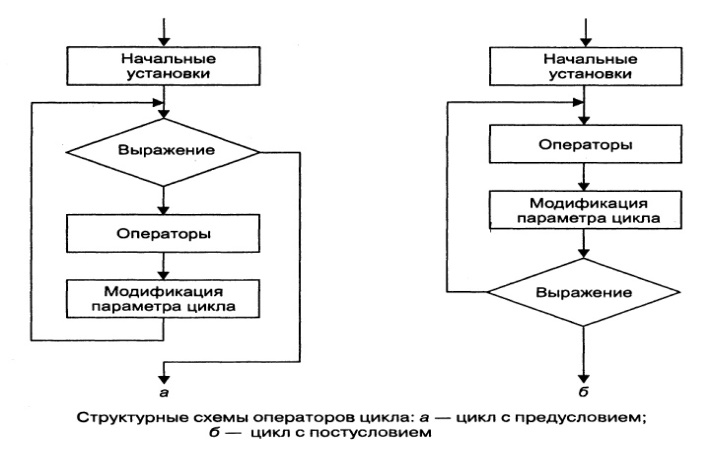 Начальные
установки
Выражение
Операторы
Модификация
параметра цикла
а
Начальные
установки
Операторы
Модификация
параметра цикла
Выражение
б
Структурные схемы операторов цикла: а — цикл с предусловием;
б — цикл с постусловием